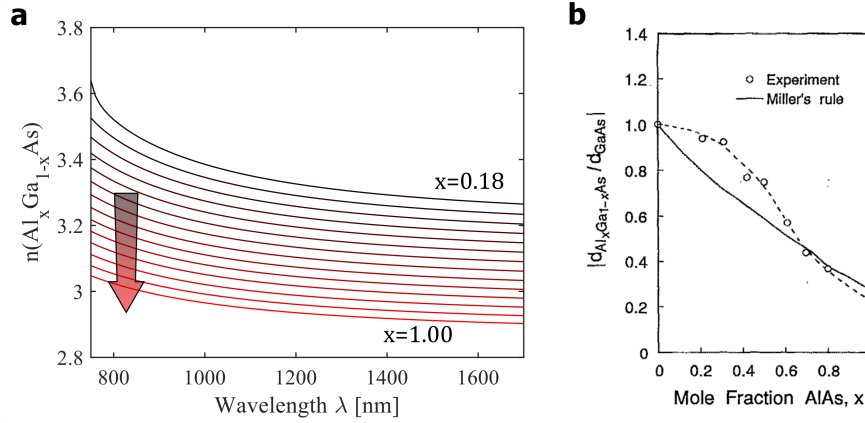 a
3.8
3.6
3.4
3.2
3
2.8
n(AlxGa1-xAs)
x=0.18
x=1.00
800
1000
1200
1400
1600
Wavelength λ [nm]
b
1.4
1.2
1.0
0.8
0.6
0.4
0.2
0
|dAlxGa1-xAs/dGaAs|
Experiment
Miller's rule
0
0.2
0.4
0.6
0.8
Mole Fraction AlAs, x